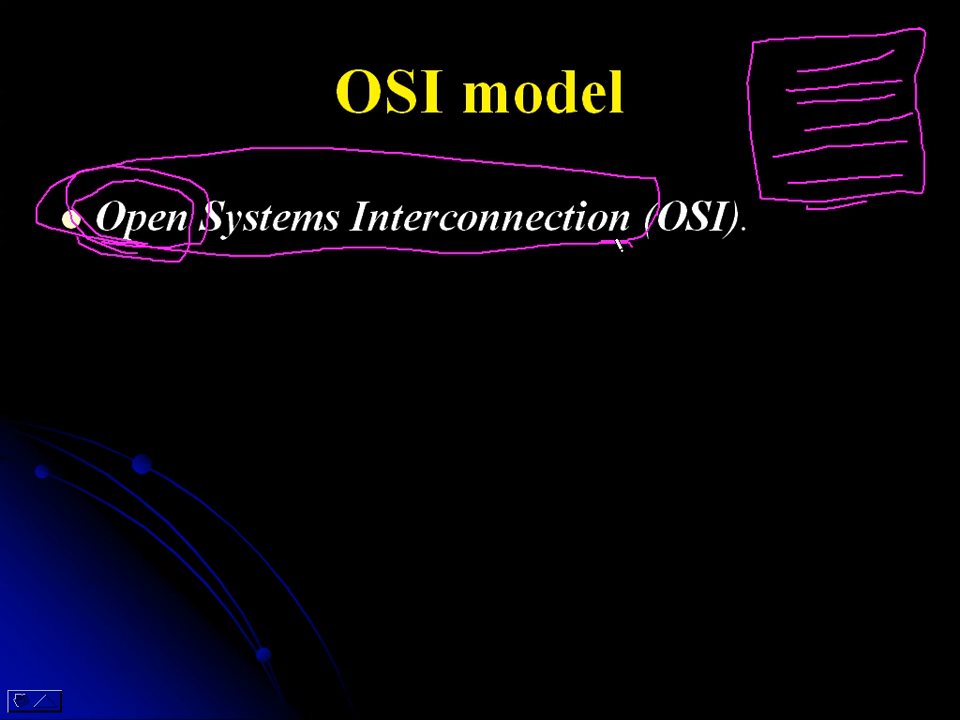 OSI model
Open Systems Interconnection (OSI).